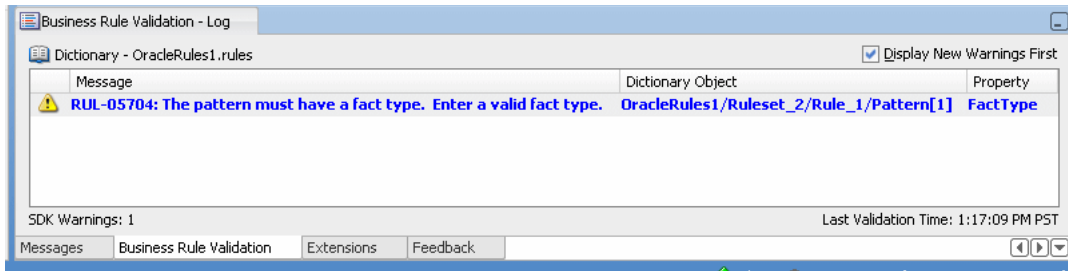 Business Rule Validation - Log
Dictionary - OracleRules1.rules Display New Warnings First
Message Dictionary Object Property
RUL-05704: The pattern must have a fact type. Enter a valid fact type. OracleRules1/Ruleset_2/Rule_1/Pattern[1] FactType
SDK Warnings: 1 Last Validation Time: 1:17:09 PM PST
Messages Business Rule Validation Extensions Feedback